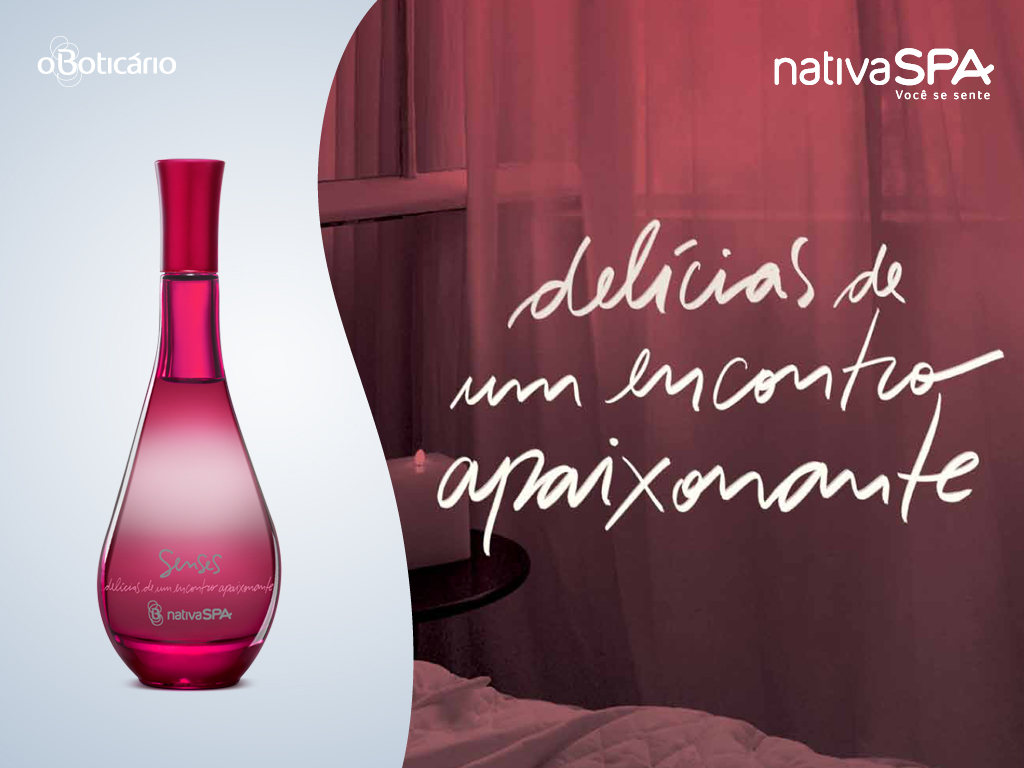 oBoticário
nativaSPA
Você se sente
delícias de
um encontro
apaixonante
Senses
delícias de um encontro apaixonante
B nativaSPA